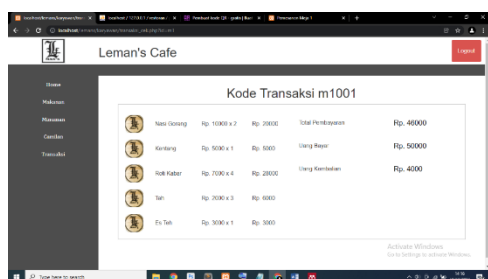 Leman's Cafe
Logout
Home
Makanan
Minuman
Camilan
Transaksi
Kode Transaksi m1001
Nasi Goreng Rp. 10000 x 2 Rp. 20000 Total Pembayaran Rp. 46000
Kentang Rp. 5000 x 1 Rp. 5000 Uang Bayar Rp. 50000
Roti Kabar Rp. 7000 x 4 Rp. 28000 Uang Kembalian Rp. 4000
Teh Rp. 2000 x 3 Rp. 6000
Es Teh Rp. 3000 x 1 Rp. 3000
Activate Windows
Go to Settings to activate Windows.
Type here to search